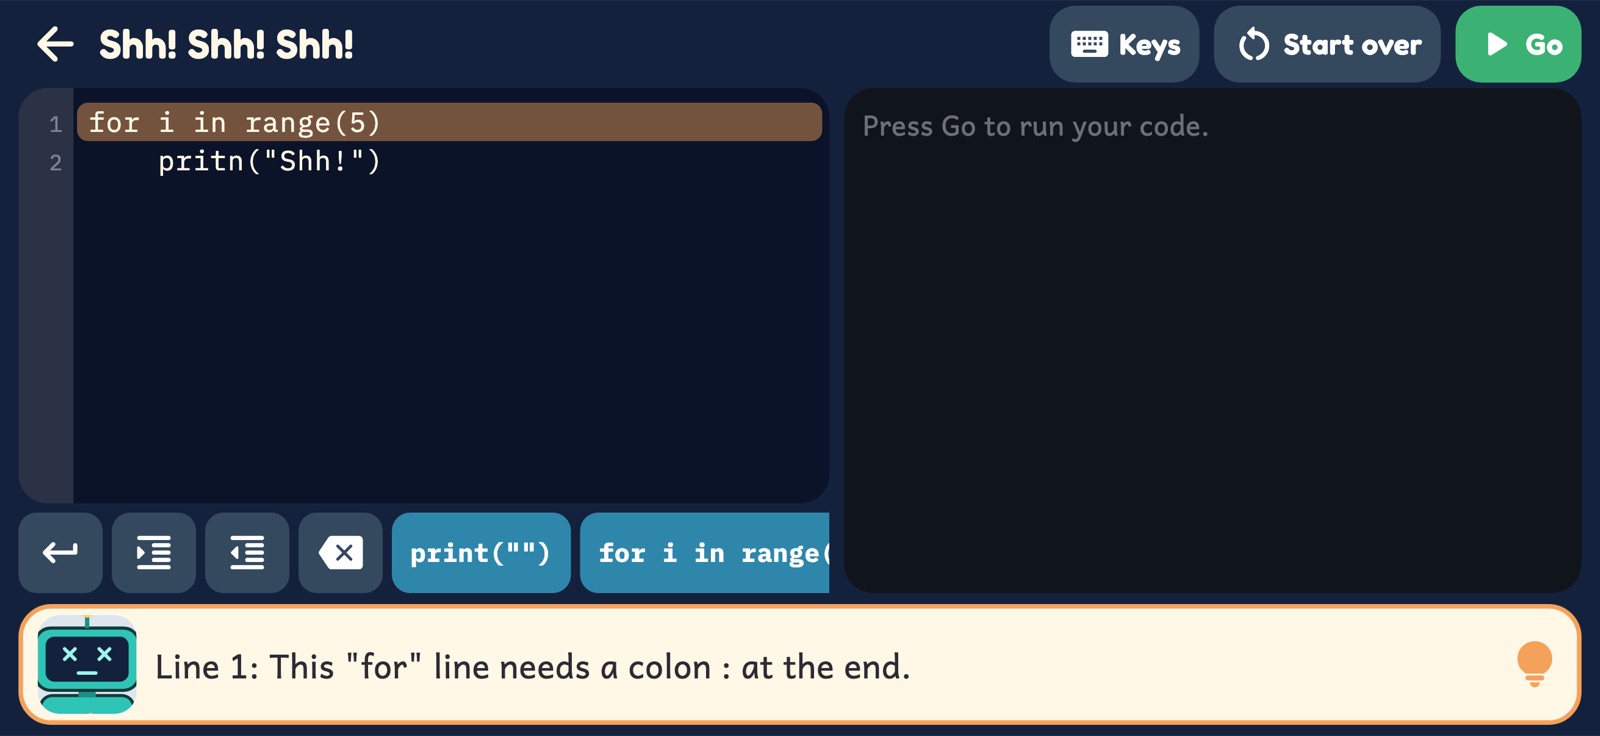 Shh! Shh! Shh!
Keys
Start over
Go
1 for i in range(5)
2     pritn("Shh!")
Press Go to run your code.
print("")
for i in range(
Line 1: This "for" line needs a colon : at the end.